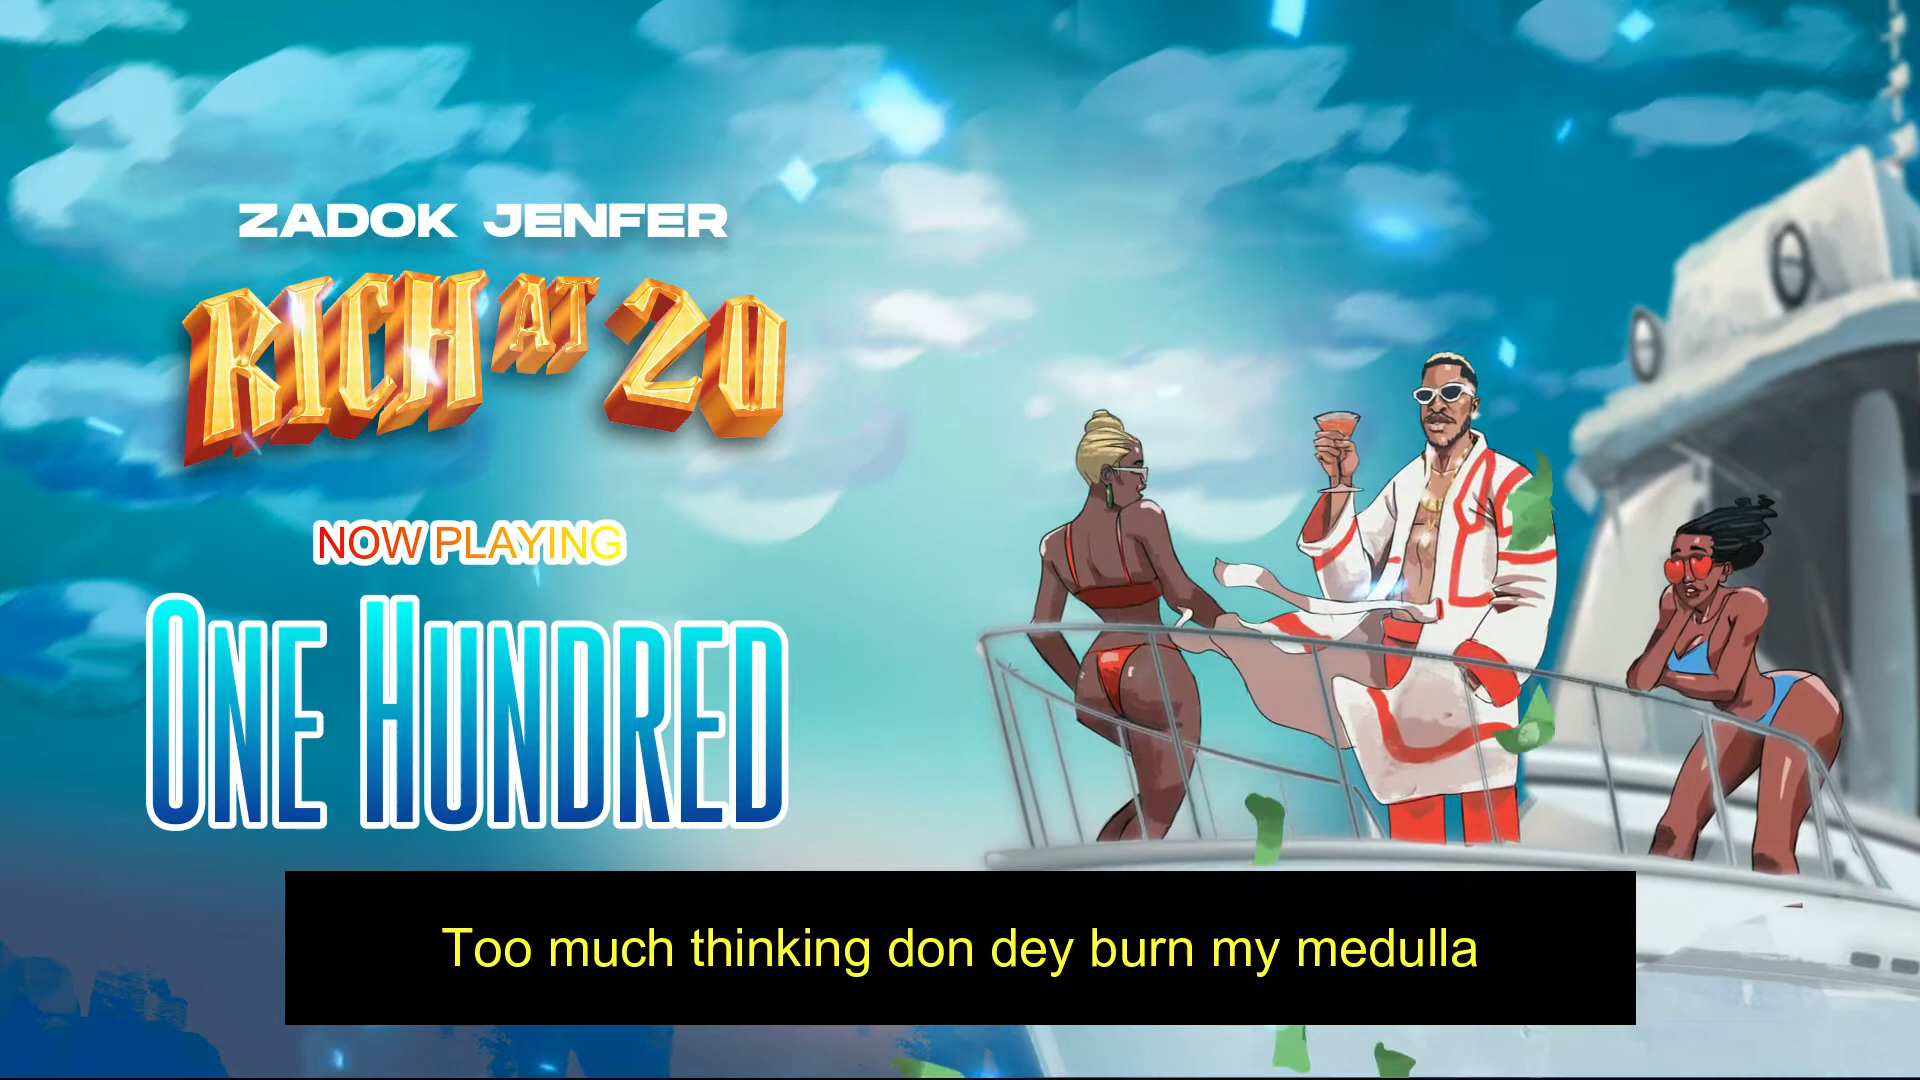 ZADOK JENFER
RICH AT 20
NOW PLAYING
ONE HUNDRED
Too much thinking don dey burn my medulla